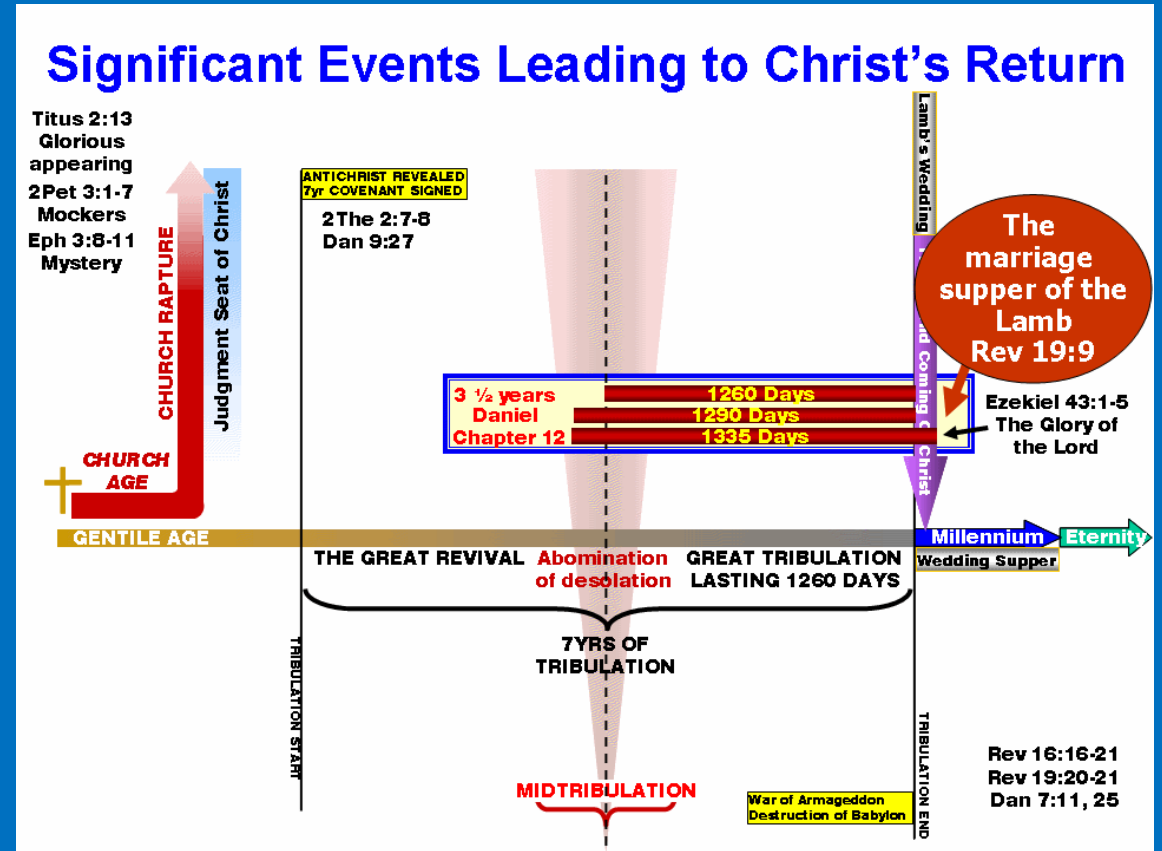 Significant Events Leading to Christ's Return
Titus 2:13
Glorious
appearing
2Pet 3:1-7
Mockers
Eph 3:8-11
Mystery
CHURCH RAPTURE
Judgment Seat of Christ
CHURCH
AGE
GENTILE AGE
ANTICHRIST REVEALED
7yr COVENANT SIGNED
2The 2:7-8
Dan 9:27
Lamb's Wedding
Coming
Christ
The
marriage
supper of the
Lamb
Rev 19:9
3 ½ years
Daniel
Chapter 12
1260 Days
1290 Days
1335 Days
Ezekiel 43:1-5
The Glory of
the Lord
Millennium
Eternity
Wedding Supper
THE GREAT REVIVAL
Abomination
of desolation
GREAT TRIBULATION
LASTING 1260 DAYS
7YRS OF
TRIBULATION
TRIBULATION START
MIDTRIBULATION
War of Armageddon
Destruction of Babylon
TRIBULATION END
Rev 16:16-21
Rev 19:20-21
Dan 7:11, 25